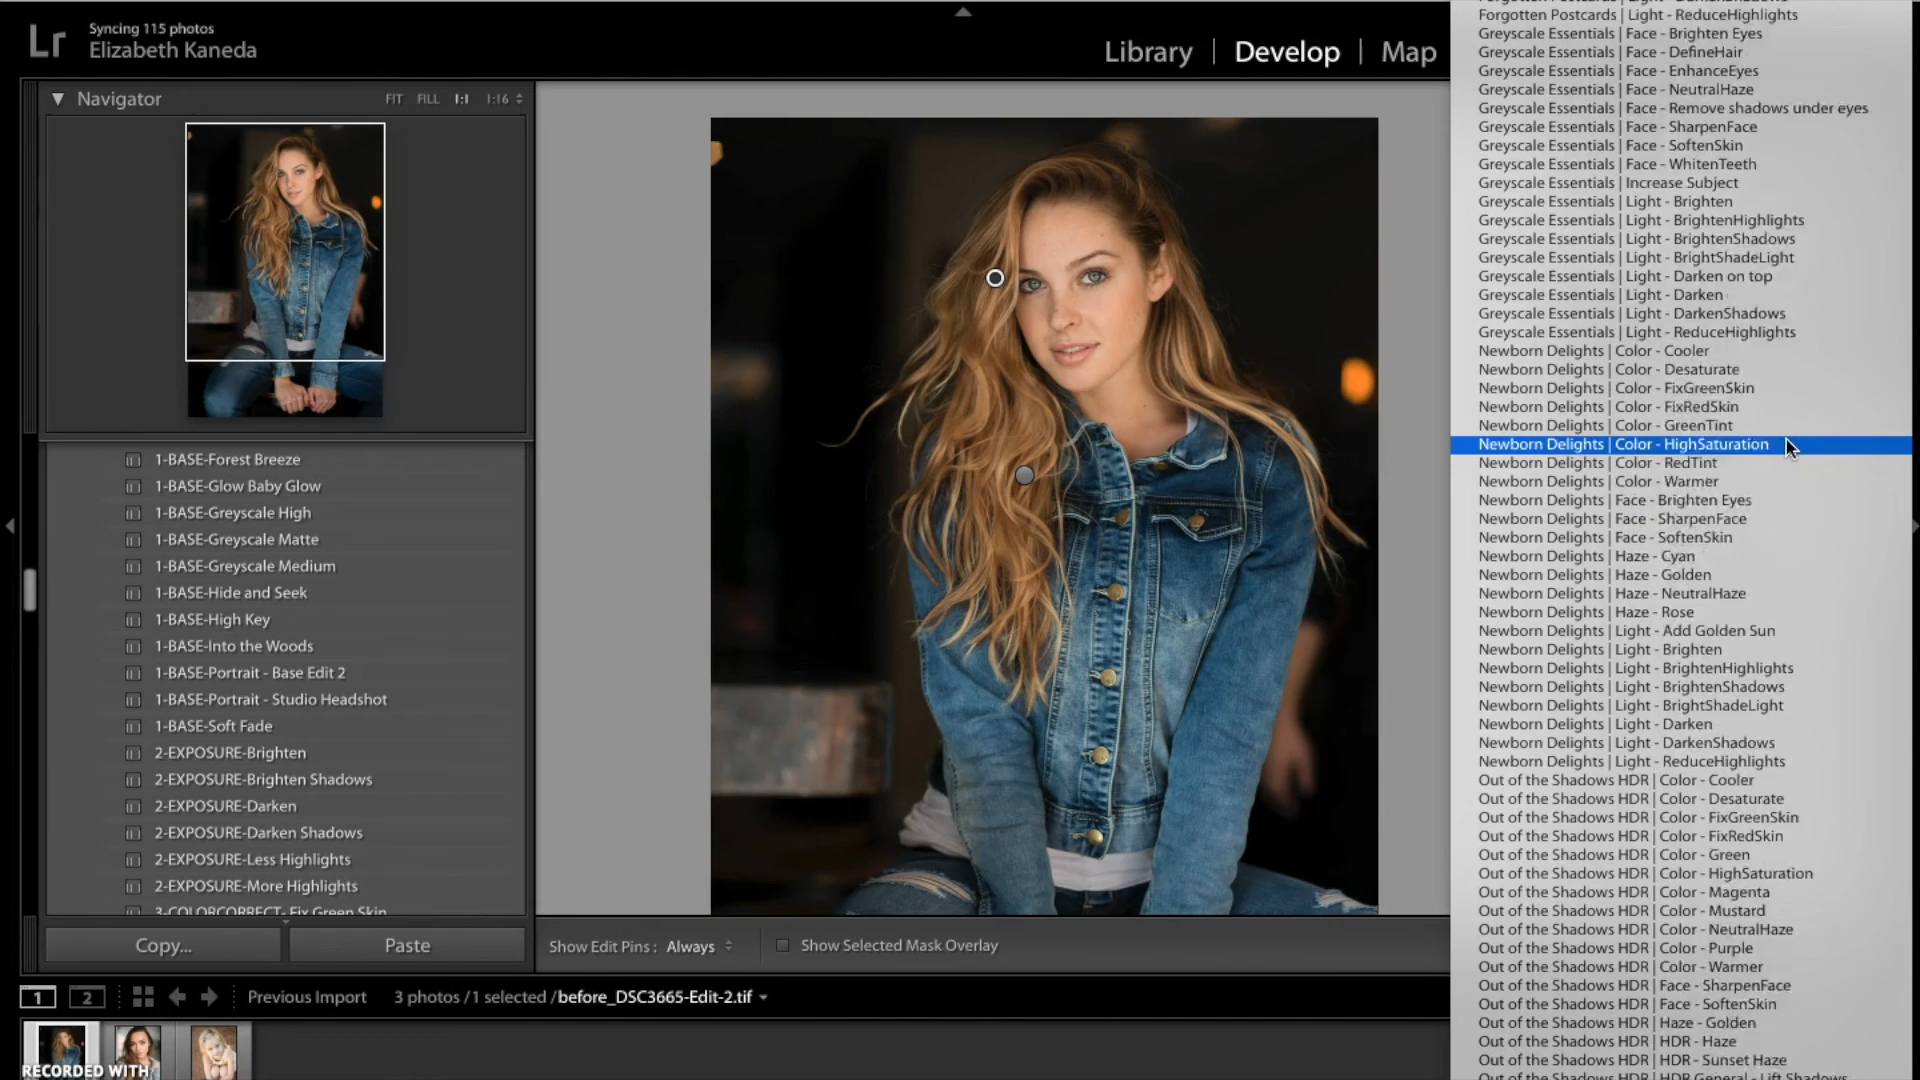 Lr
Syncing 115 photos
Elizabeth Kaneda
Library | Develop | Map
Navigator
FIT FILL 1:1 1:16
1-BASE-Forest Breeze
1-BASE-Glow Baby Glow
1-BASE-Greyscale High
1-BASE-Greyscale Matte
1-BASE-Greyscale Medium
1-BASE-Hide and Seek
1-BASE-High Key
1-BASE-Into the Woods
1-BASE-Portrait - Base Edit 2
1-BASE-Portrait - Studio Headshot
1-BASE-Soft Fade
2-EXPOSURE-Brighten
2-EXPOSURE-Brighten Shadows
2-EXPOSURE-Darken
2-EXPOSURE-Darken Shadows
2-EXPOSURE-Less Highlights
2-EXPOSURE-More Highlights
3-COLORCORRECT- Fix Green Skin
Copy... Paste
Show Edit Pins : Always Show Selected Mask Overlay
1 2 Previous Import 3 photos / 1 selected / before_DSC3665-Edit-2.tif
RECORDED WITH
Forgotten Postcards | Light - ReduceHighlights
Greyscale Essentials | Face - Brighten Eyes
Greyscale Essentials | Face - DefineHair
Greyscale Essentials | Face - EnhanceEyes
Greyscale Essentials | Face - NeutralHaze
Greyscale Essentials | Face - Remove shadows under eyes
Greyscale Essentials | Face - SharpenFace
Greyscale Essentials | Face - SoftenSkin
Greyscale Essentials | Face - WhitenTeeth
Greyscale Essentials | Increase Subject
Greyscale Essentials | Light - Brighten
Greyscale Essentials | Light - BrightenHighlights
Greyscale Essentials | Light - BrightenShadows
Greyscale Essentials | Light - BrightShadeLight
Greyscale Essentials | Light - Darken on top
Greyscale Essentials | Light - Darken
Greyscale Essentials | Light - DarkenShadows
Greyscale Essentials | Light - ReduceHighlights
Newborn Delights | Color - Cooler
Newborn Delights | Color - Desaturate
Newborn Delights | Color - FixGreenSkin
Newborn Delights | Color - FixRedSkin
Newborn Delights | Color - GreenTint
Newborn Delights | Color - HighSaturation
Newborn Delights | Color - RedTint
Newborn Delights | Color - Warmer
Newborn Delights | Face - Brighten Eyes
Newborn Delights | Face - SharpenFace
Newborn Delights | Face - SoftenSkin
Newborn Delights | Haze - Cyan
Newborn Delights | Haze - Golden
Newborn Delights | Haze - NeutralHaze
Newborn Delights | Haze - Rose
Newborn Delights | Light - Add Golden Sun
Newborn Delights | Light - Brighten
Newborn Delights | Light - BrightenHighlights
Newborn Delights | Light - BrightenShadows
Newborn Delights | Light - BrightShadeLight
Newborn Delights | Light - Darken
Newborn Delights | Light - DarkenShadows
Newborn Delights | Light - ReduceHighlights
Out of the Shadows HDR | Color - Cooler
Out of the Shadows HDR | Color - Desaturate
Out of the Shadows HDR | Color - FixGreenSkin
Out of the Shadows HDR | Color - FixRedSkin
Out of the Shadows HDR | Color - Green
Out of the Shadows HDR | Color - HighSaturation
Out of the Shadows HDR | Color - Magenta
Out of the Shadows HDR | Color - Mustard
Out of the Shadows HDR | Color - NeutralHaze
Out of the Shadows HDR | Color - Purple
Out of the Shadows HDR | Color - Warmer
Out of the Shadows HDR | Face - SharpenFace
Out of the Shadows HDR | Face - SoftenSkin
Out of the Shadows HDR | Haze - Golden
Out of the Shadows HDR | HDR - Haze
Out of the Shadows HDR | HDR - Sunset Haze
Out of the Shadows HDR | HDR General - Lift Shadows